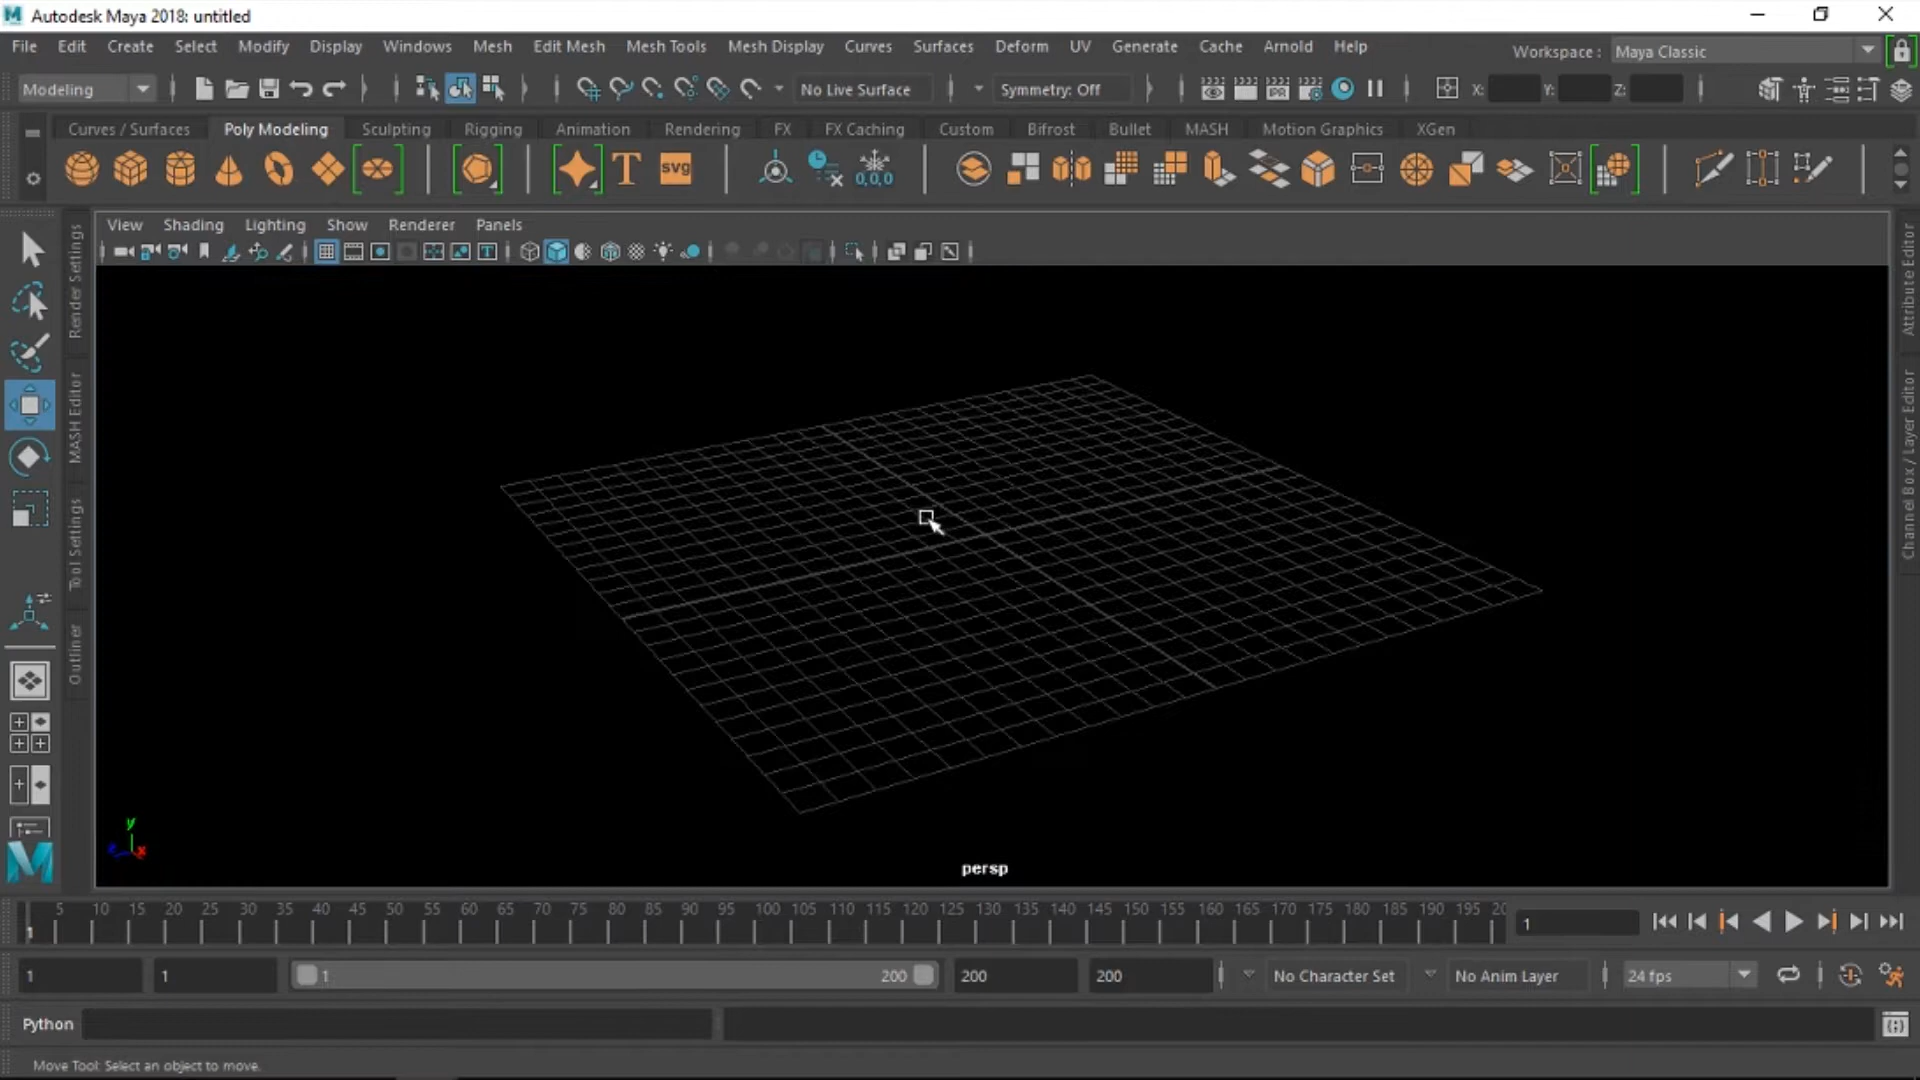 Autodesk Maya 2018: untitled
File Edit Create Select Modify Display Windows Mesh Edit Mesh Mesh Tools Mesh Display Curves Surfaces Deform UV Generate Cache Arnold Help Workspace : Maya Classic
Modeling No Live Surface Symmetry: Off IPR X: Y: Z:
Curves / Surfaces Poly Modeling Sculpting Rigging Animation Rendering FX FX Caching Custom Bifrost Bullet MASH Motion Graphics XGen
T svg 0,0,0
View Shading Lighting Show Renderer Panels
Render Settings
MASH Editor
Tool Settings
Outliner
Attribute Editor
Channel Box / Layer Editor
y
z x
persp
5 10 15 20 25 30 35 40 45 50 55 60 65 70 75 80 85 90 95 100 105 110 115 120 125 130 135 140 145 150 155 160 165 170 175 180 185 190 195 20
1 1
1 1 1 200 200 200 No Character Set No Anim Layer 24 fps
Python
Move Tool: Select an object to move.